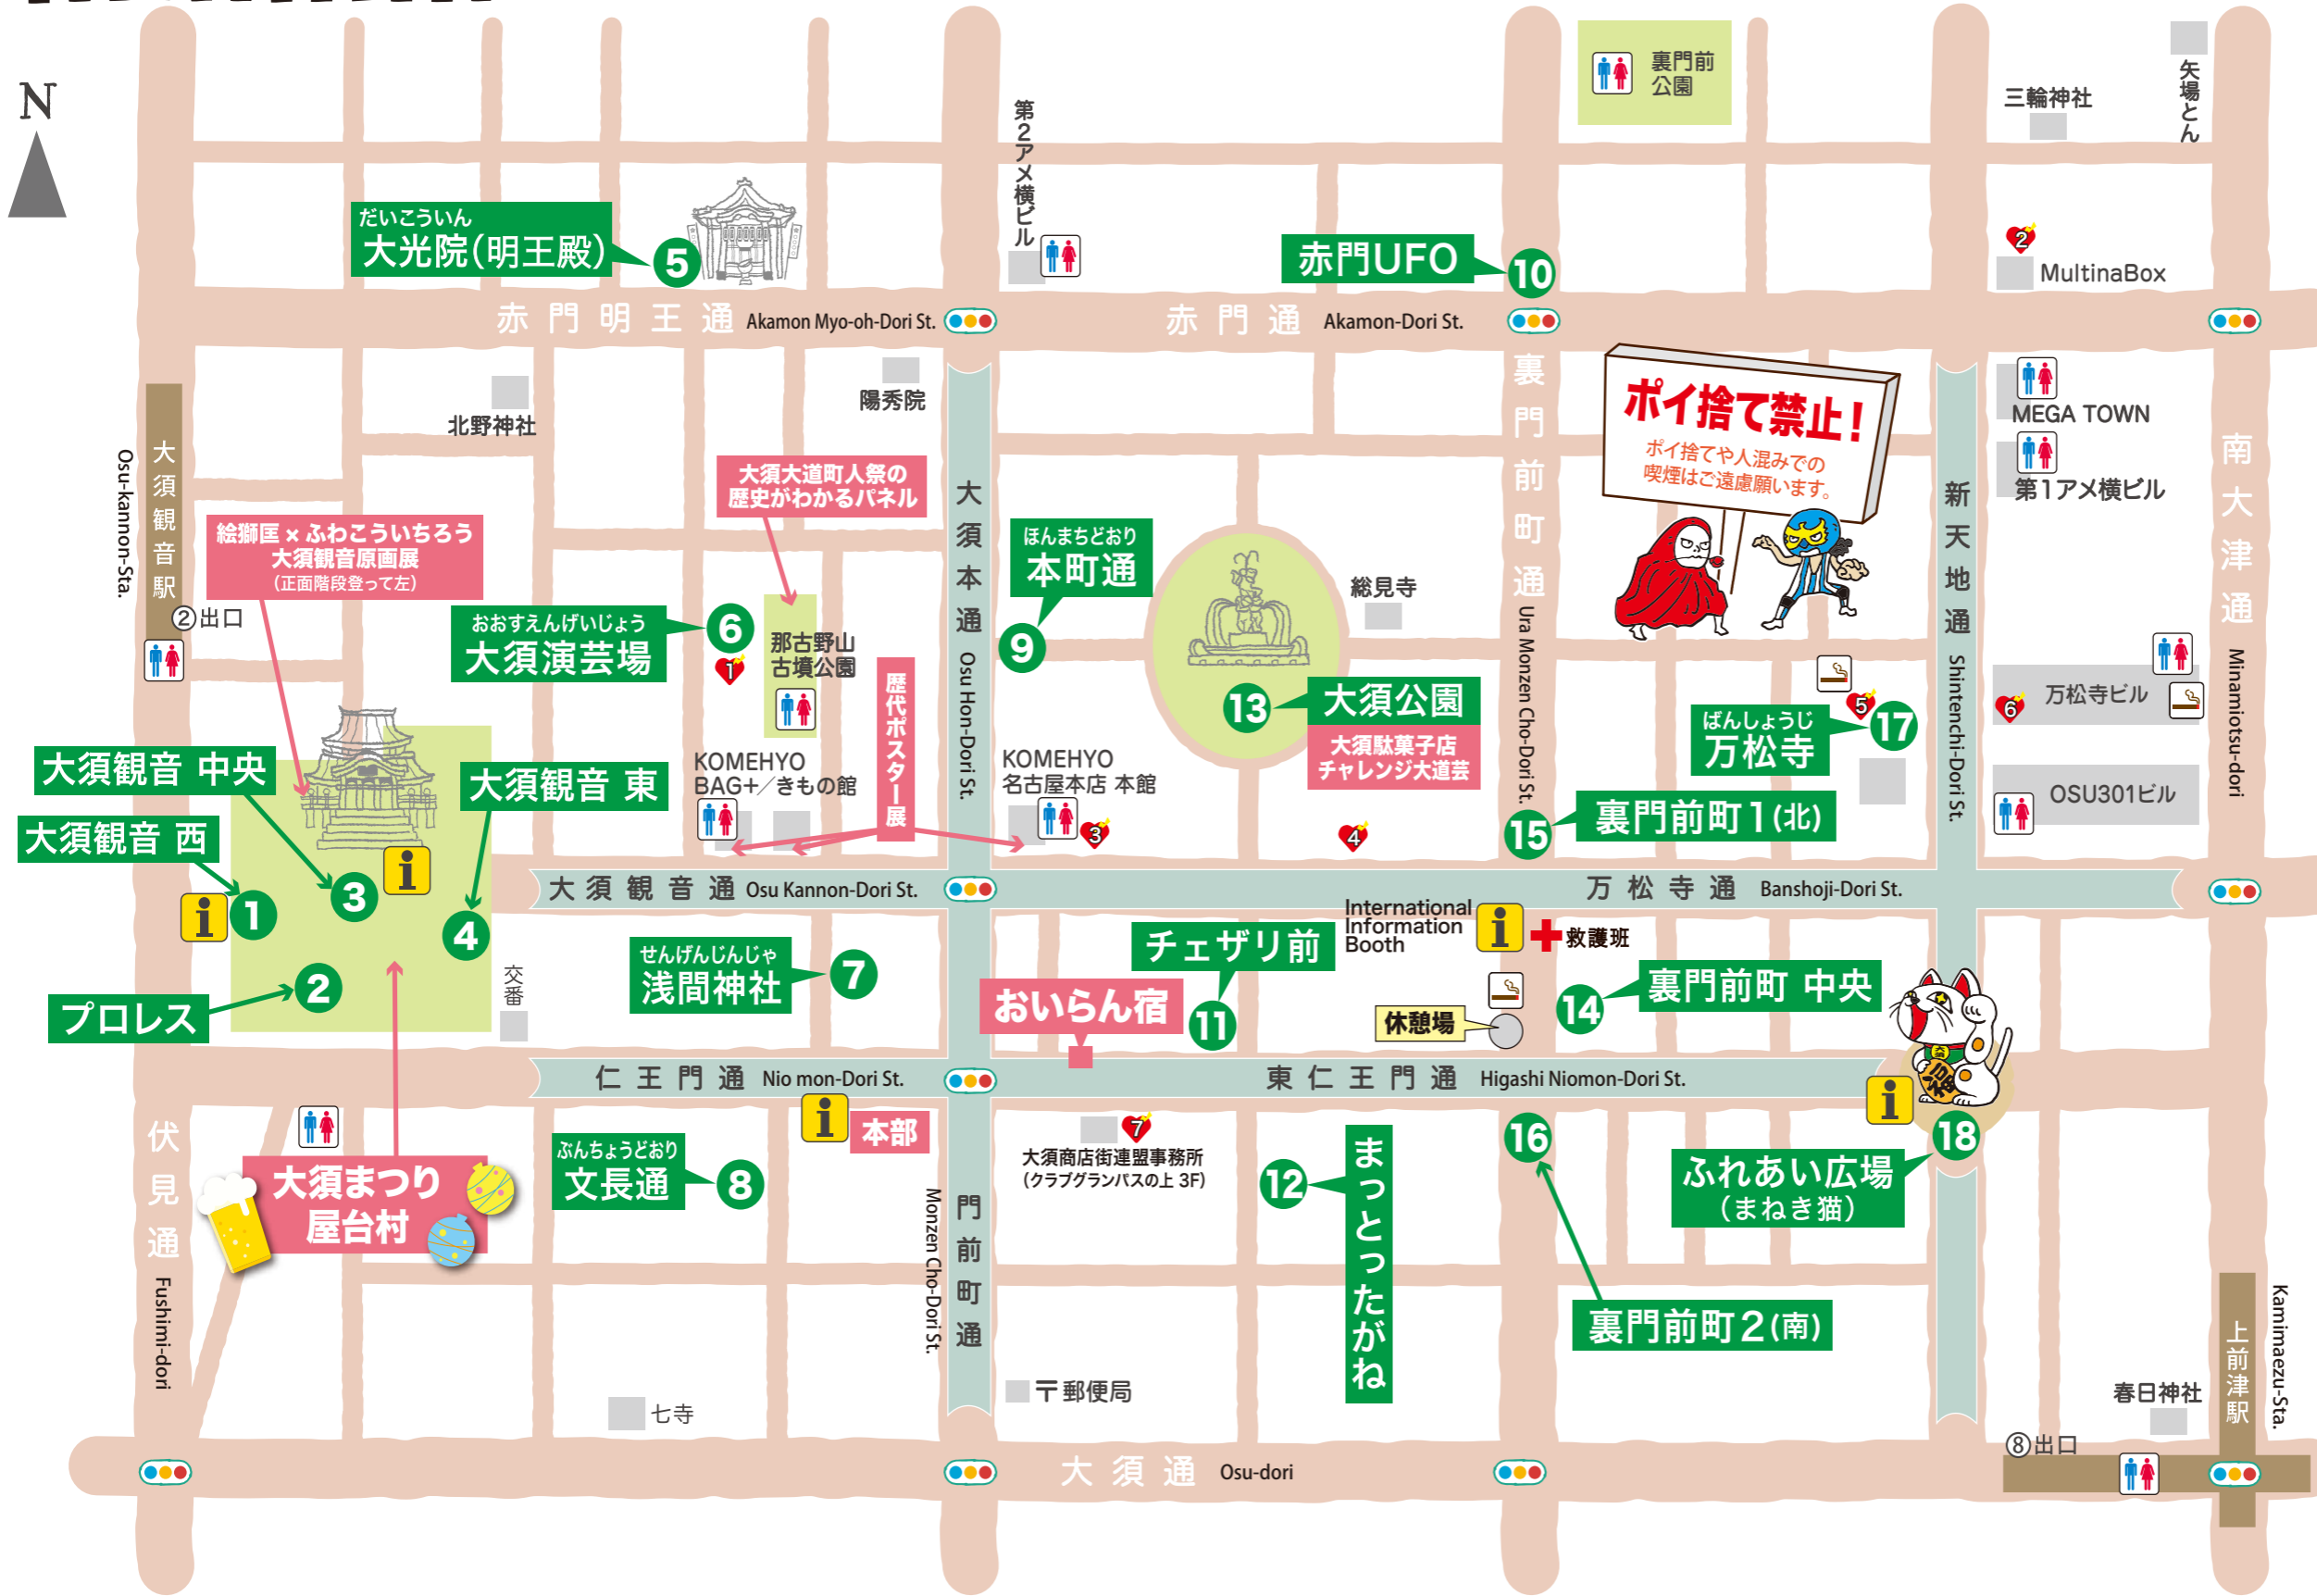 N
裏門前
公園
三輪神社
矢場とん
第2アメ横ビル
だいこういん
大光院(明王殿)
5
赤門UFO
10
2
MultinaBox
赤門明王通 Akamon Myo-oh-Dori St.
赤門通 Akamon-Dori St.
北野神社
陽秀院
裏門前町通
Ura Monzen Cho-Dori St.
ポイ捨て禁止!
ポイ捨てや人混みでの
喫煙はご遠慮願います。
MEGA TOWN
第1アメ横ビル
Osu-kannon-Sta.
大須観音駅
②出口
大須大道町人祭の
歴史がわかるパネル
絵獅匡×ふわこういちろう
大須観音原画展
(正面階段登って左)
大須本通
Osu Hon-Dori St.
ほんまちどおり
本町通
9
総見寺
新天地通
Shintenchi-Dori St.
南大津通
Minamiotsu-dori
おおすえんげいじょう
大須演芸場
6
1
那古野山
古墳公園
歴代ポスター展
13
大須公園
大須駄菓子店
チャレンジ大道芸
ばんしょうじ
万松寺
5
17
6
万松寺ビル
OSU301ビル
大須観音 中央
大須観音 西
大須観音 東
KOMEHYO
BAG+/きもの館
KOMEHYO
名古屋本店 本館
3
4
15
裏門前町1(北)
i
1
3
i
4
大須観音通 Osu Kannon-Dori St.
万松寺通 Banshoji-Dori St.
International
Information
Booth
i
救護班
プロレス
2
交番
せんげんじんじゃ
浅間神社
7
チェザリ前
11
おいらん宿
休憩場
14
裏門前町 中央
大須
福
仁王門通 Nio mon-Dori St.
東仁王門通 Higashi Niomon-Dori St.
i
本部
i
18
伏見通
Fushimi-dori
大須まつり
屋台村
ぶんちょうどおり
文長通
8
門前町通
Monzen Cho-Dori St.
7
大須商店街連盟事務所
(クラブグランパスの上 3F)
12
まっとったがね
16
ふれあい広場
(まねき猫)
裏門前町2(南)
七寺
〒郵便局
春日神社
上前津駅
Kamimaezu-Sta.
⑧出口
大須通 Osu-dori